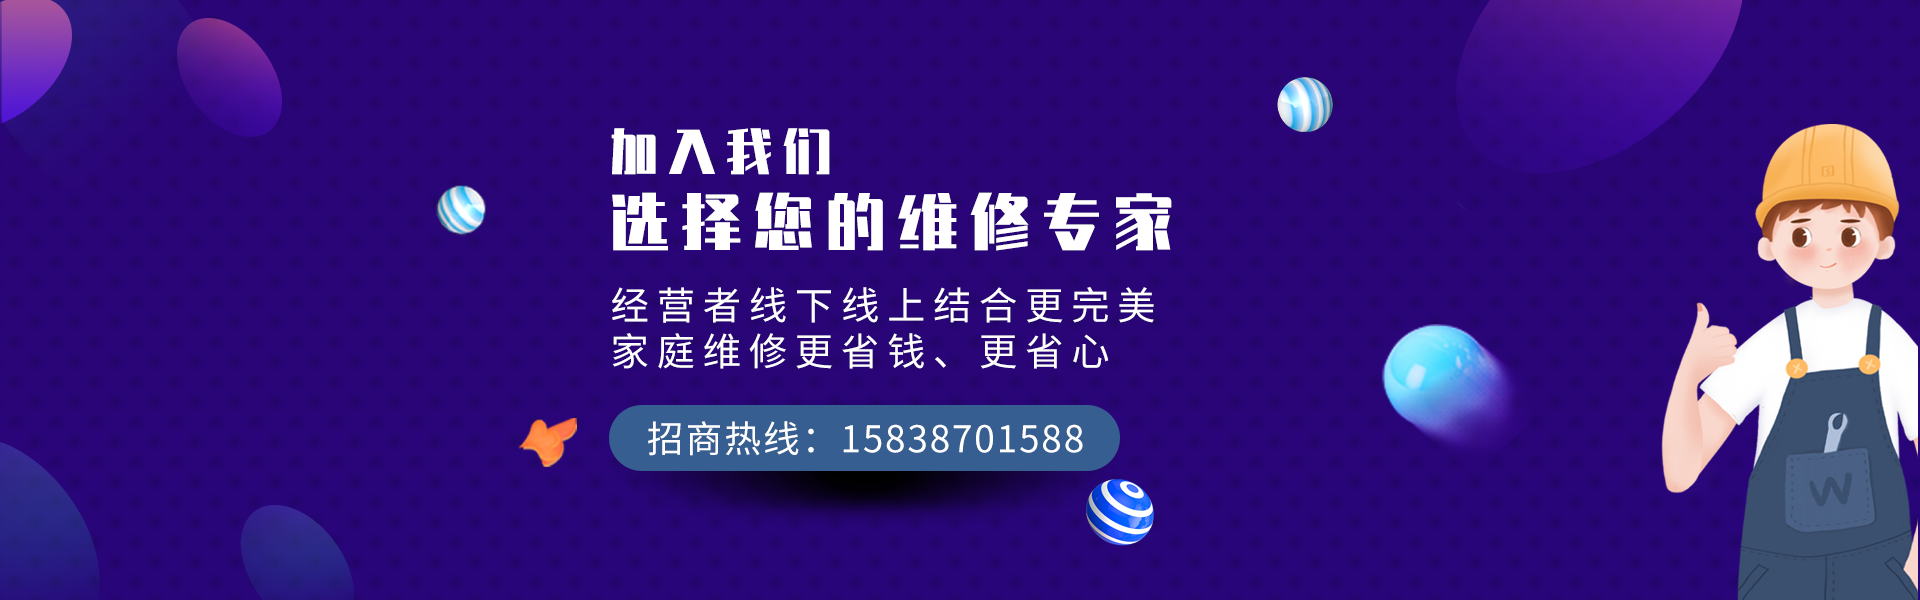 加入我们
选择您的维修专家
经营者线下线上结合更完美
家庭维修更省钱、更省心
招商热线：15838701588
W